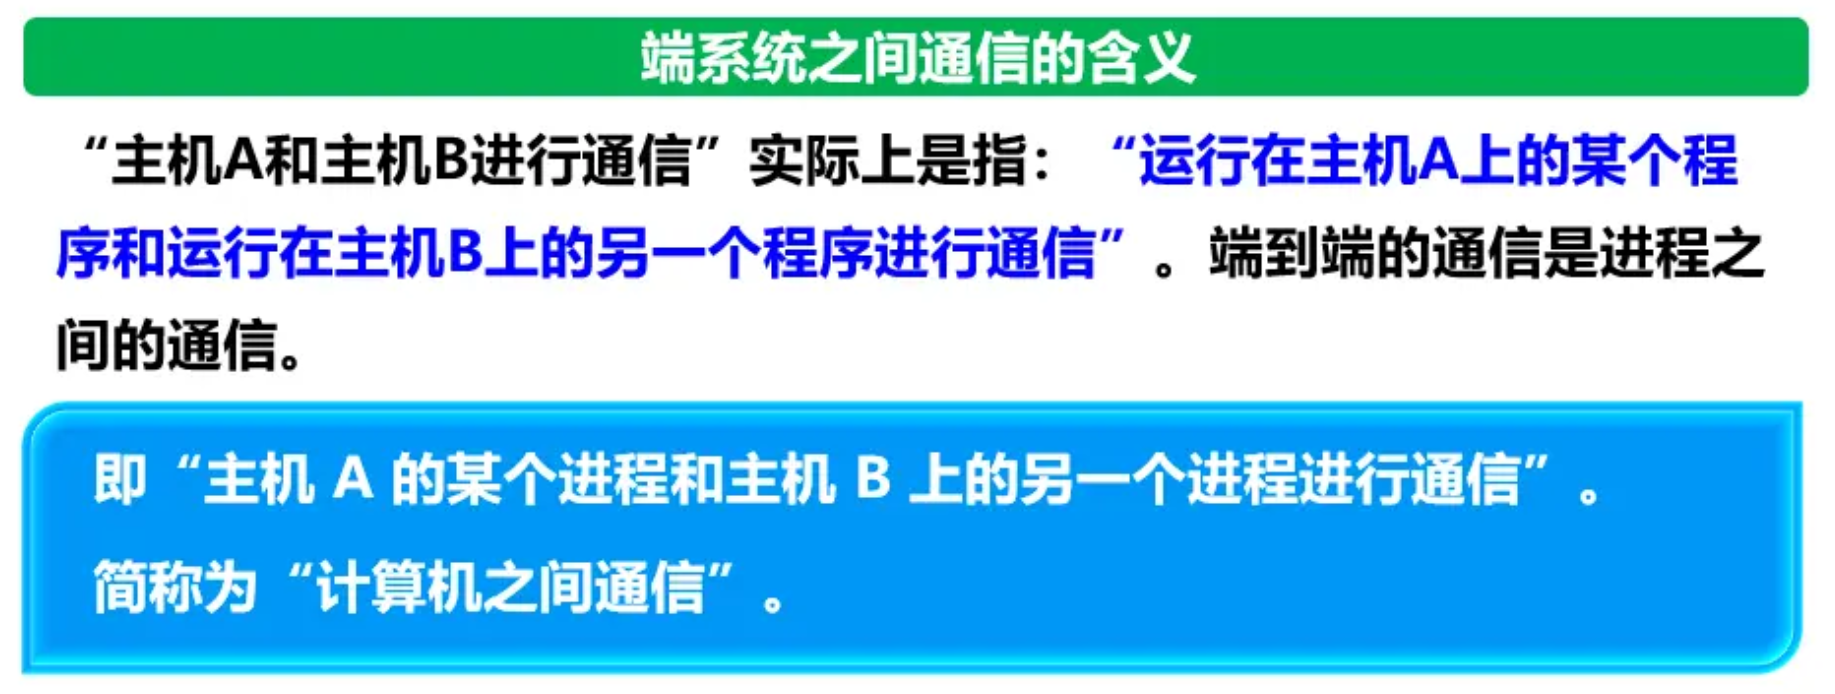 端系统之间通信的含义
“主机A和主机B进行通信”实际上是指：“运行在主机A上的某个程
序和运行在主机B上的另一个程序进行通信”。端到端的通信是进程之
间的通信。
即“主机 A 的某个进程和主机 B 上的另一个进程进行通信”。
简称为“计算机之间通信”。